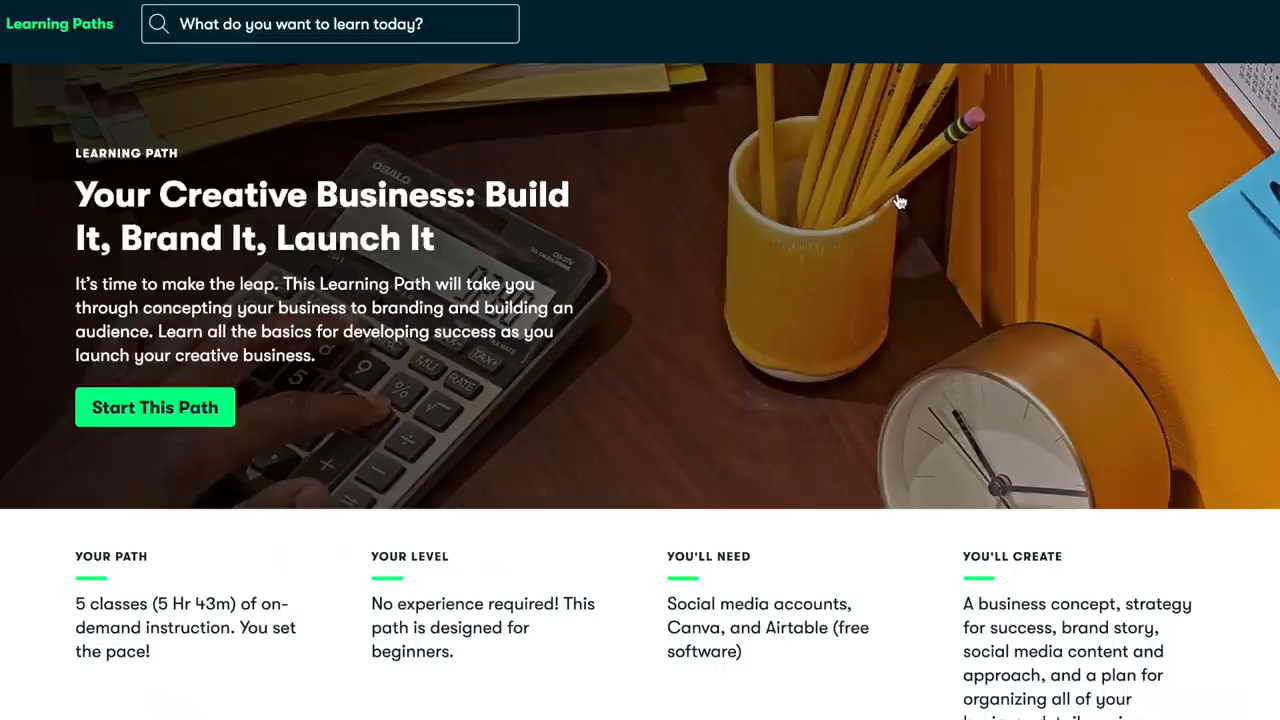 Learning Paths
What do you want to learn today?
LEARNING PATH
Your Creative Business: Build
It, Brand It, Launch It
It's time to make the leap. This Learning Path will take you
through concepting your business to branding and building an
audience. Learn all the basics for developing success as you
launch your creative business.
Start This Path
OSALO
TAX+
MU
RATE
9
5
%
√
÷
+
−
YOUR PATH
5 classes (5 Hr 43m) of on-
demand instruction. You set
the pace!
YOUR LEVEL
No experience required! This
path is designed for
beginners.
YOU'LL NEED
Social media accounts,
Canva, and Airtable (free
software)
YOU'LL CREATE
A business concept, strategy
for success, brand story,
social media content and
approach, and a plan for
organizing all of your